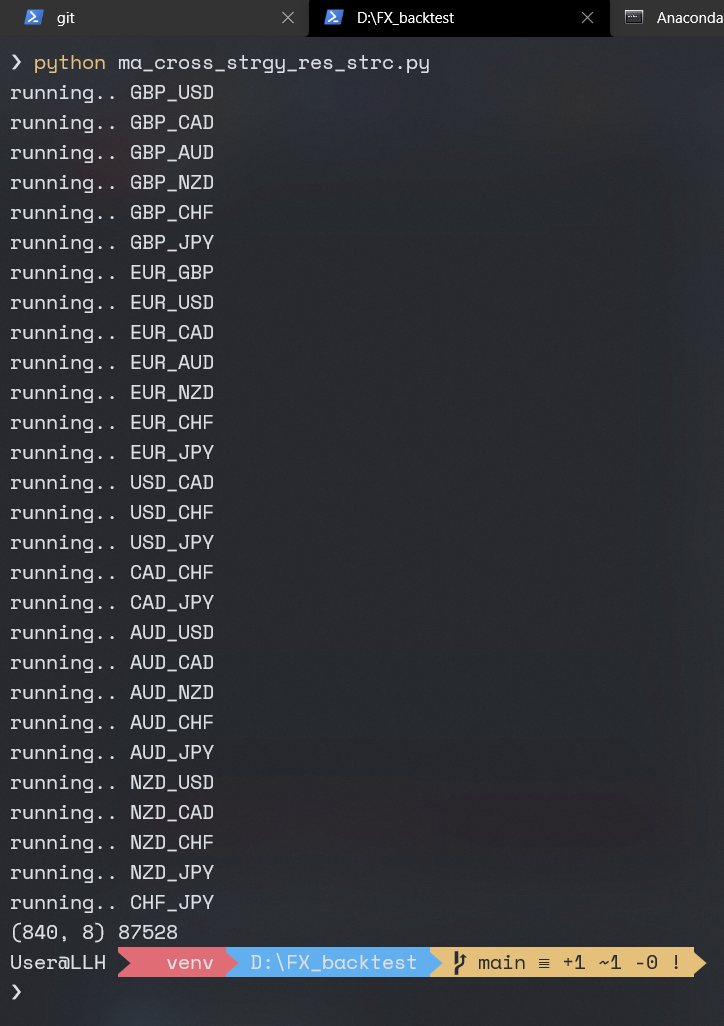 git
D:\FX_backtest
Anaconda
❯ python ma_cross_strgy_res_strc.py
running.. GBP_USD
running.. GBP_CAD
running.. GBP_AUD
running.. GBP_NZD
running.. GBP_CHF
running.. GBP_JPY
running.. EUR_GBP
running.. EUR_USD
running.. EUR_CAD
running.. EUR_AUD
running.. EUR_NZD
running.. EUR_CHF
running.. EUR_JPY
running.. USD_CAD
running.. USD_CHF
running.. USD_JPY
running.. CAD_CHF
running.. CAD_JPY
running.. AUD_USD
running.. AUD_CAD
running.. AUD_NZD
running.. AUD_CHF
running.. AUD_JPY
running.. NZD_USD
running.. NZD_CAD
running.. NZD_CHF
running.. NZD_JPY
running.. CHF_JPY
(840, 8) 87528
User@LLH venv D:\FX_backtest main ≡ +1 ~1 -0 !
❯